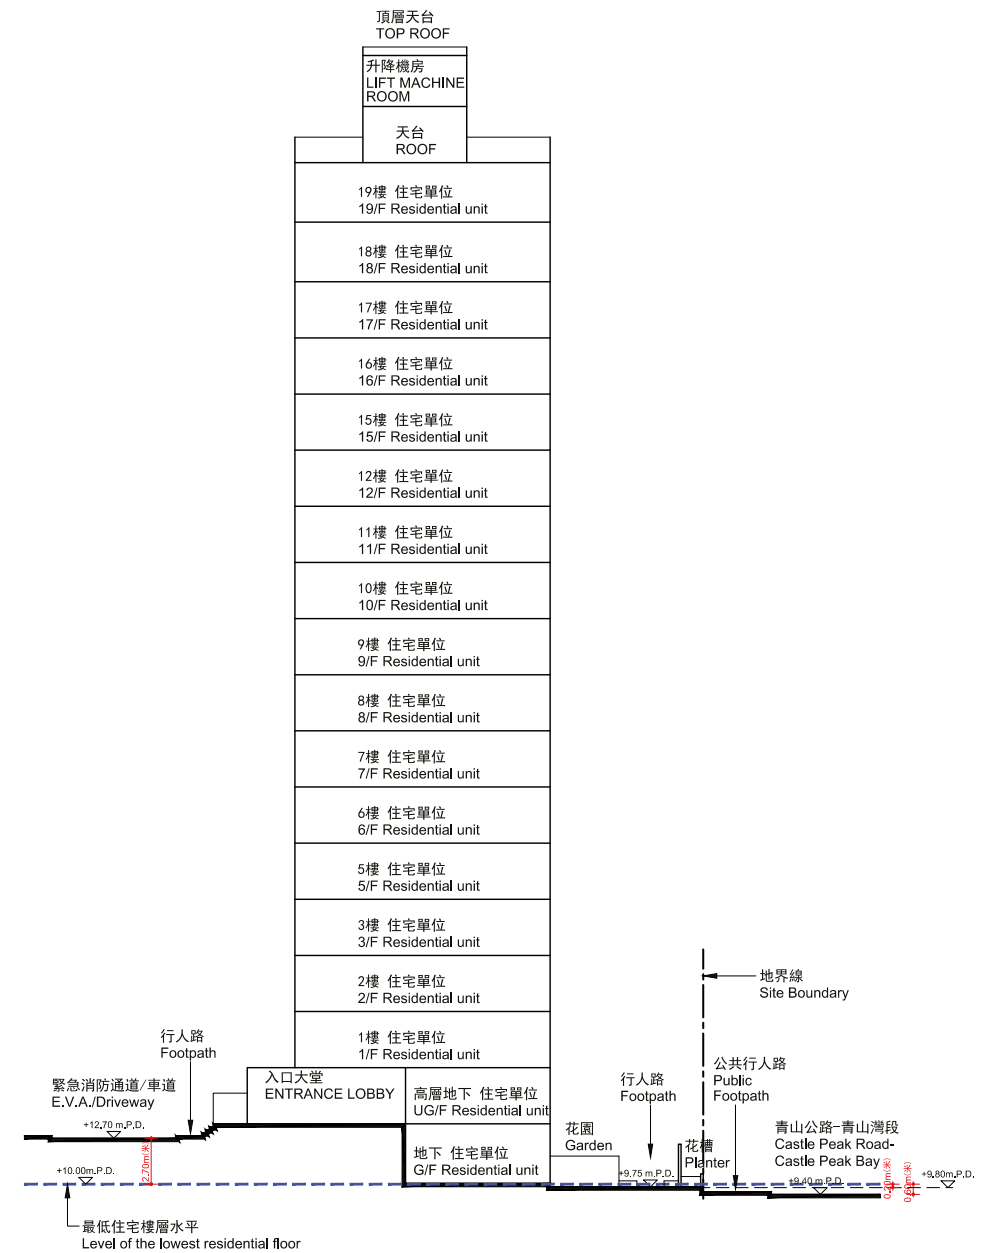 頂層天台
TOP ROOF
升降機房
LIFT MACHINE
ROOM
天台
ROOF
19樓 住宅單位
19/F Residential unit
18樓 住宅單位
18/F Residential unit
17樓 住宅單位
17/F Residential unit
16樓 住宅單位
16/F Residential unit
15樓 住宅單位
15/F Residential unit
12樓 住宅單位
12/F Residential unit
11樓 住宅單位
11/F Residential unit
10樓 住宅單位
10/F Residential unit
9樓 住宅單位
9/F Residential unit
8樓 住宅單位
8/F Residential unit
7樓 住宅單位
7/F Residential unit
6樓 住宅單位
6/F Residential unit
5樓 住宅單位
5/F Residential unit
3樓 住宅單位
3/F Residential unit
2樓 住宅單位
2/F Residential unit
1樓 住宅單位
1/F Residential unit
地界線
Site Boundary
行人路
Footpath
入口大堂
ENTRANCE LOBBY
高層地下 住宅單位
UG/F Residential unit
緊急消防通道/車道
E.V.A./Driveway
+12.70 m.P.D.
行人路
Footpath
公共行人路
Public
Footpath
花園
Garden
花槽
Planter
青山公路-青山灣段
Castle Peak Road-
Castle Peak Bay
地下 住宅單位
G/F Residential unit
2.70m(米)
+10.00m.P.D.
+9.75 m.P.D.
+9.40 m.P.D.
0.20m(米)
0.60m(米)
+9.80m.P.D.
最低住宅樓層水平
Level of the lowest residential floor